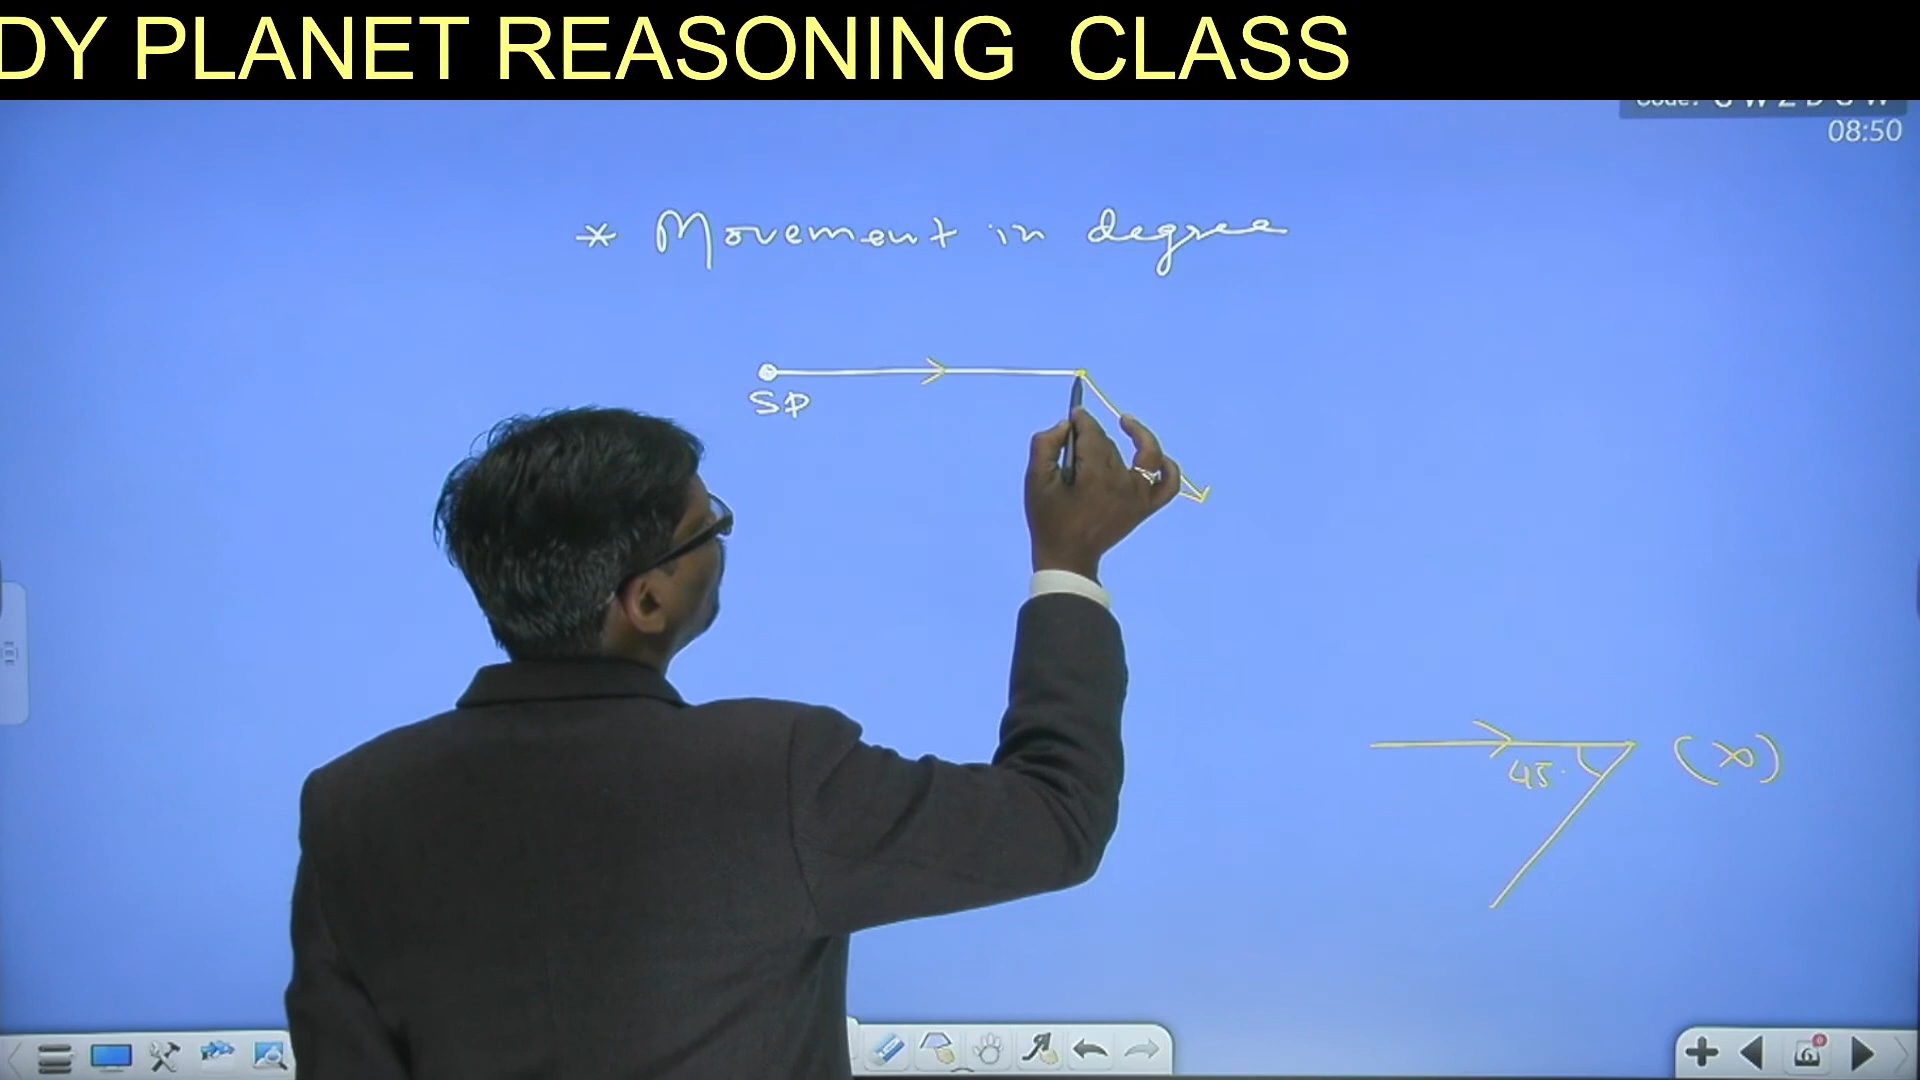 DY PLANET REASONING CLASS
08:50
* Movement in degree
SP
45°
(x)